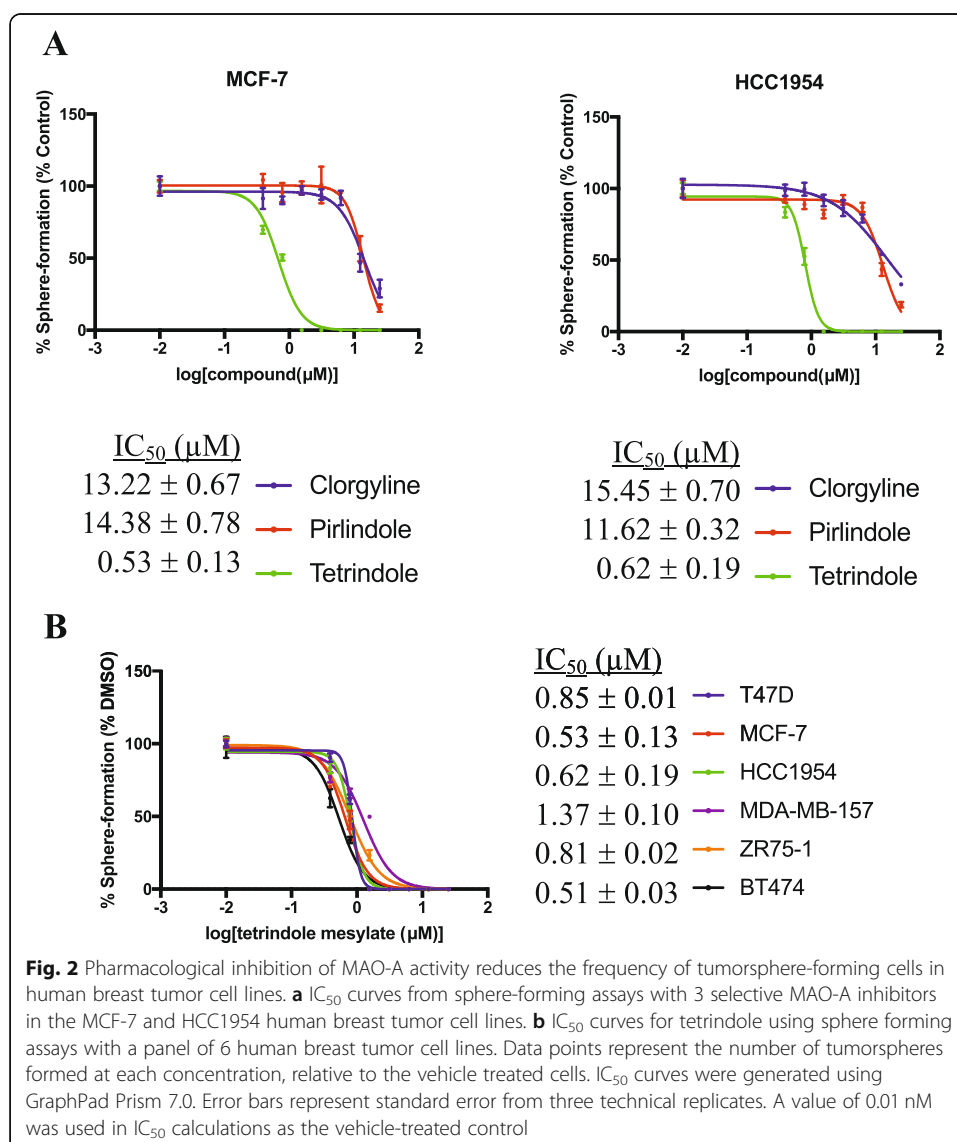 A
MCF-7
% Sphere-formation (% Control)
150
100
50
0
-3 -2 -1 0 1 2
log[compound(µM)]
HCC1954
% Sphere-formation (% Control)
150
100
50
0
-3 -2 -1 0 1 2
log[compound(µM)]
IC50 (µM)
13.22 ± 0.67 Clorgyline
14.38 ± 0.78 Pirlindole
0.53 ± 0.13 Tetrindole
IC50 (µM)
15.45 ± 0.70 Clorgyline
11.62 ± 0.32 Pirlindole
0.62 ± 0.19 Tetrindole
B
% Sphere-formation (% DMSO)
150
100
50
0
-3 -2 -1 0 1 2
log[tetrindole mesylate (µM)]
IC50 (µM)
0.85 ± 0.01 T47D
0.53 ± 0.13 MCF-7
0.62 ± 0.19 HCC1954
1.37 ± 0.10 MDA-MB-157
0.81 ± 0.02 ZR75-1
0.51 ± 0.03 BT474
Fig. 2 Pharmacological inhibition of MAO-A activity reduces the frequency of tumorsphere-forming cells in
human breast tumor cell lines. a IC50 curves from sphere-forming assays with 3 selective MAO-A inhibitors
in the MCF-7 and HCC1954 human breast tumor cell lines. b IC50 curves for tetrindole using sphere forming
assays with a panel of 6 human breast tumor cell lines. Data points represent the number of tumorspheres
formed at each concentration, relative to the vehicle treated cells. IC50 curves were generated using
GraphPad Prism 7.0. Error bars represent standard error from three technical replicates. A value of 0.01 nM
was used in IC50 calculations as the vehicle-treated control